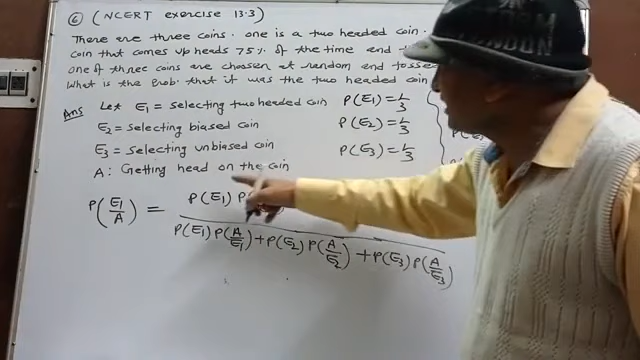 ⑥ (NCERT exercise 13.3)
There are three coins. one is a two headed coin.
coin that comes up heads 75% of the time and
one of three coins are choosen at random and tossed
What is the prob. that it was the two headed coin
Ans Let E₁ = selecting two headed coin P(E₁) = 1/3
E₂ = selecting biased coin P(E₂) = 1/3
E₃ = selecting unbiased coin P(E₃) = 1/3
A: Getting head on the coin
P(E₁/A) = P(E₁) P(
P(E₁) P(A/E₁) + P(E₂) P(A/E₂) + P(E₃) P(A/E₃)
LONDON